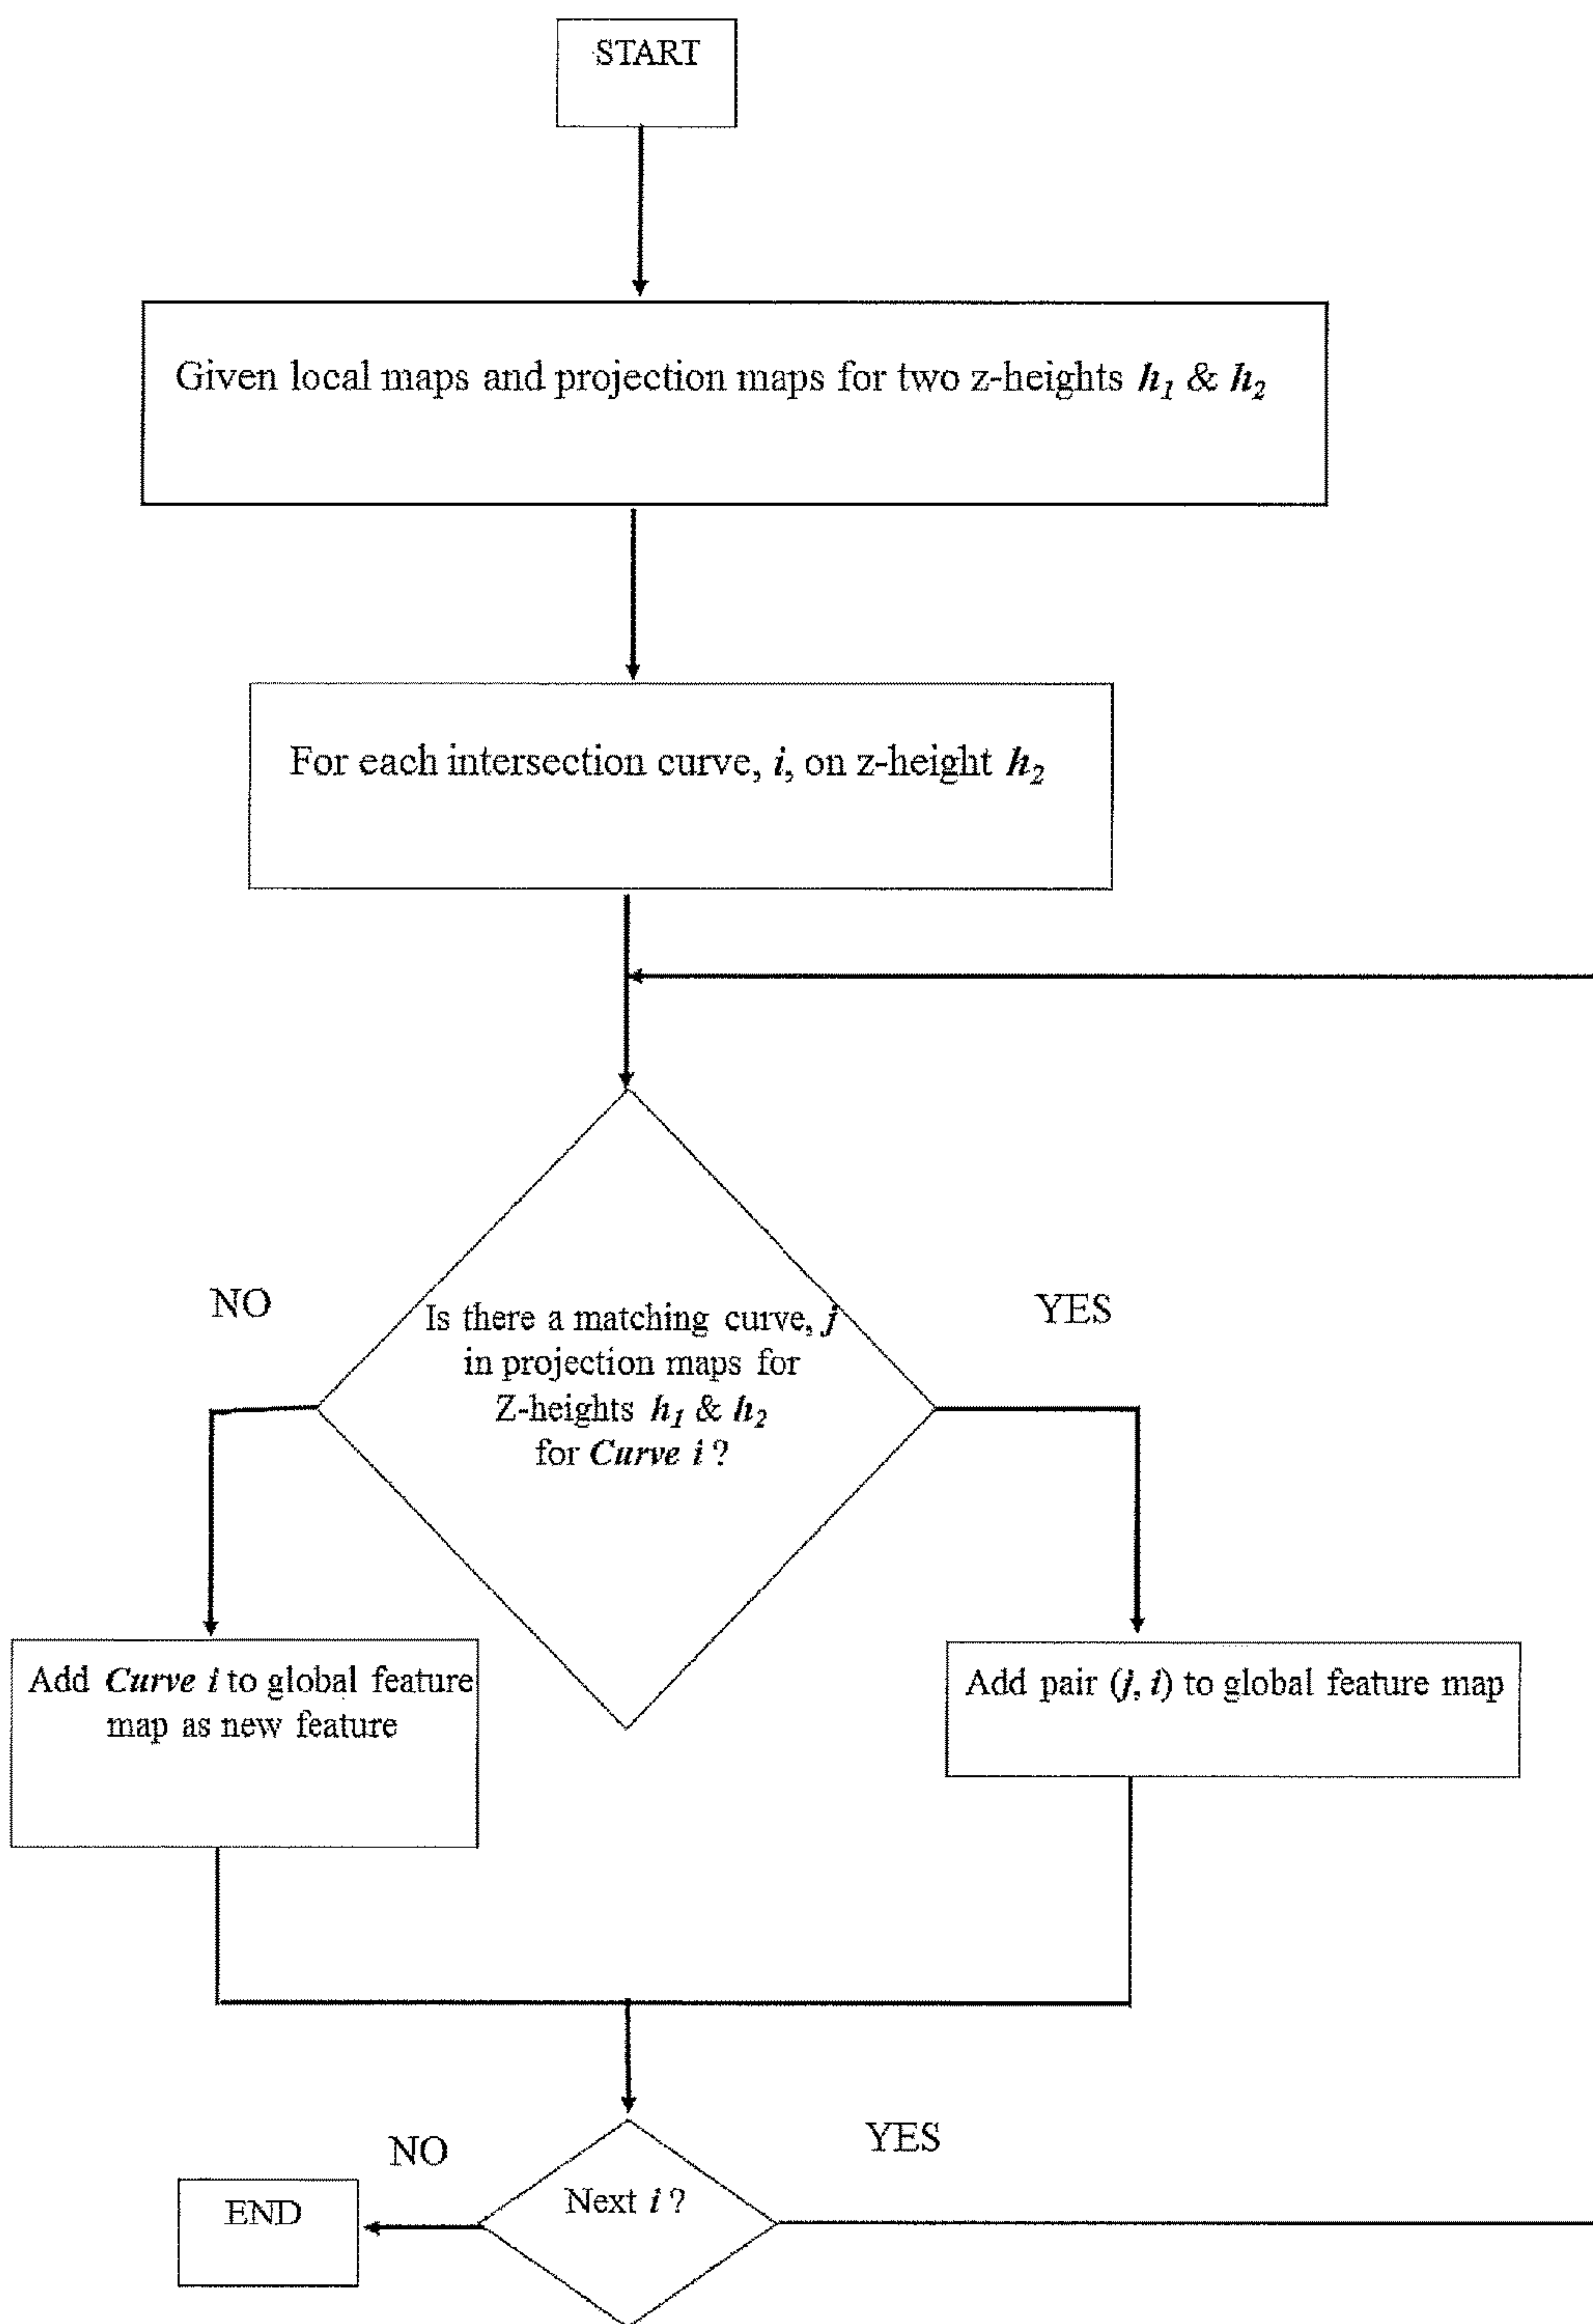 START
Given local maps and projection maps for two z-heights h₁ & h₂
For each intersection curve, i, on z-height h₂
NO
YES
Is there a matching curve, j
in projection maps for
Z-heights h₁ & h₂
for Curve i ?
Add Curve i to global feature
map as new feature
Add pair (j, i) to global feature map
NO
YES
Next i ?
END